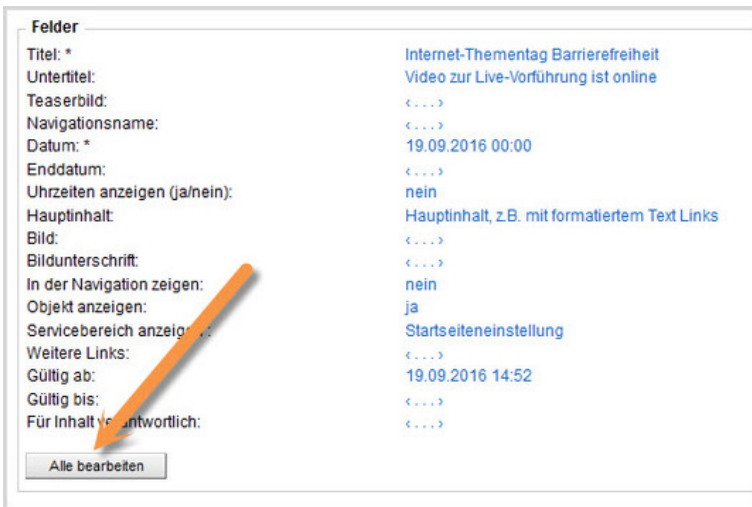 Felder
Titel: * Internet-Thementag Barrierefreiheit
Untertitel: Video zur Live-Vorführung ist online
Teaserbild: ‹ . . . ›
Navigationsname: ‹ . . . ›
Datum: * 19.09.2016 00:00
Enddatum: ‹ . . . ›
Uhrzeiten anzeigen (ja/nein): nein
Hauptinhalt: Hauptinhalt, z.B. mit formatiertem Text Links
Bild: ‹ . . . ›
Bildunterschrift: ‹ . . . ›
In der Navigation zeigen: nein
Objekt anzeigen: ja
Servicebereich anzeigen: Startseiteneinstellung
Weitere Links: ‹ . . . ›
Gültig ab: 19.09.2016 14:52
Gültig bis: ‹ . . . ›
Für Inhalt verantwortlich: ‹ . . . ›
Alle bearbeiten